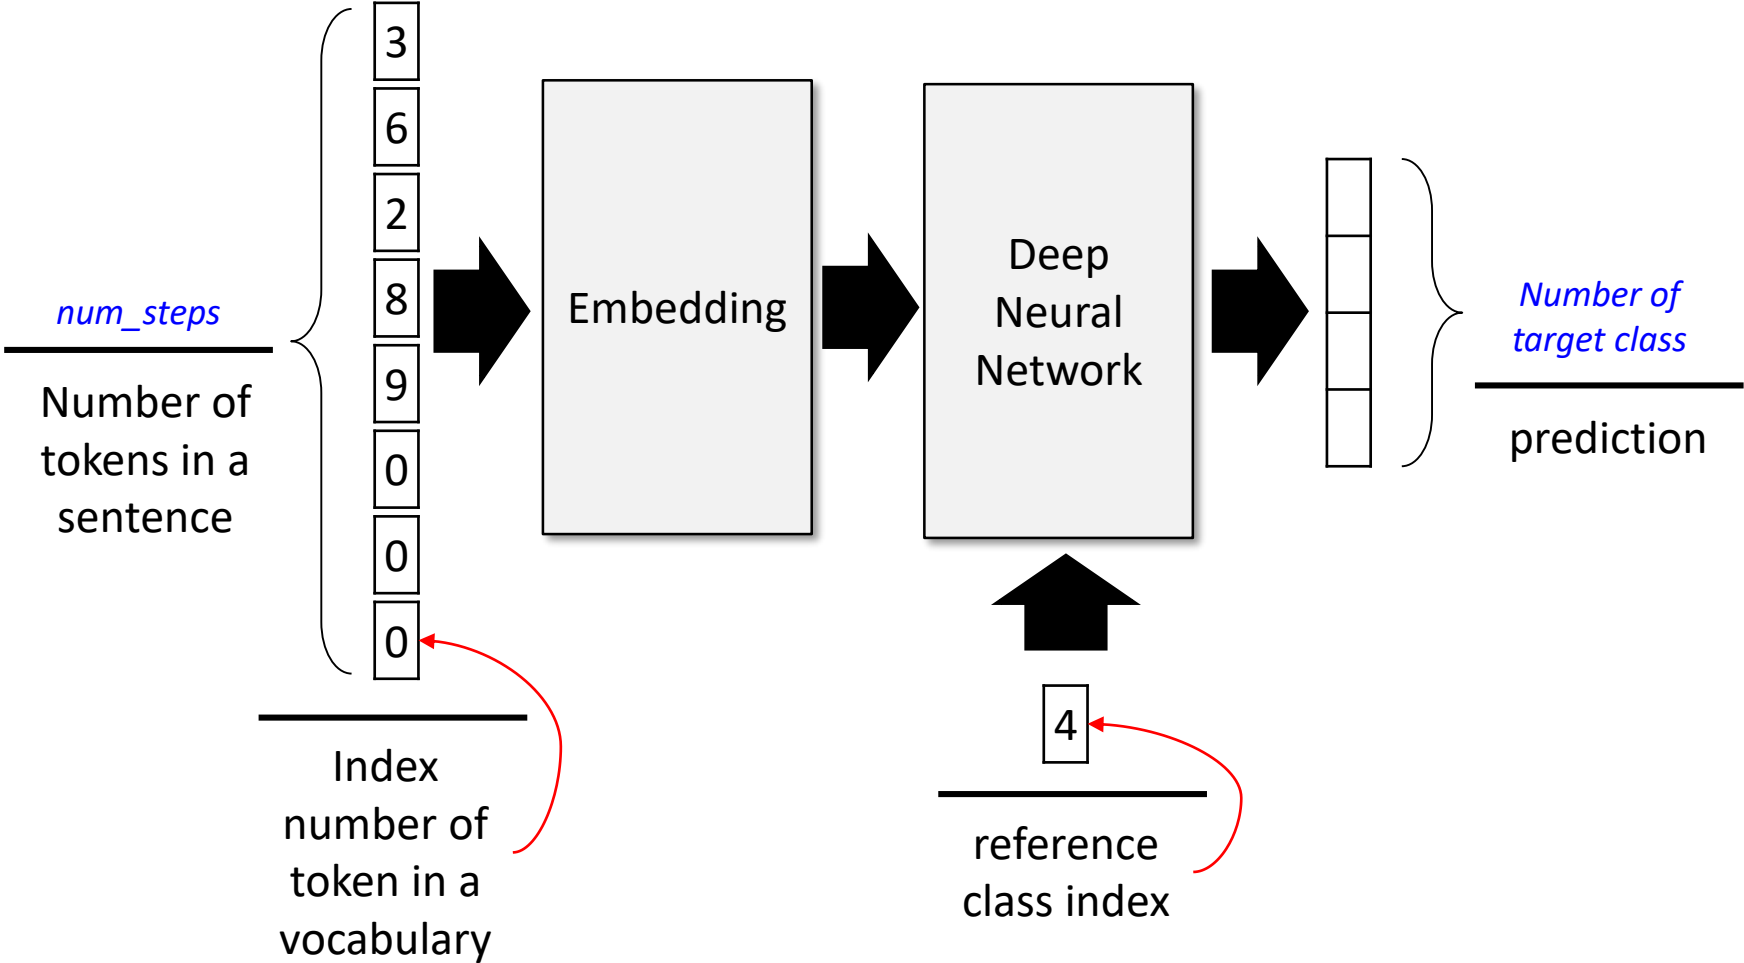 num_steps
Number of
tokens in a
sentence
3
6
2
8
9
0
0
0
Index
number of
token in a
vocabulary
Embedding
Deep
Neural
Network
4
reference
class index
Number of
target class
prediction